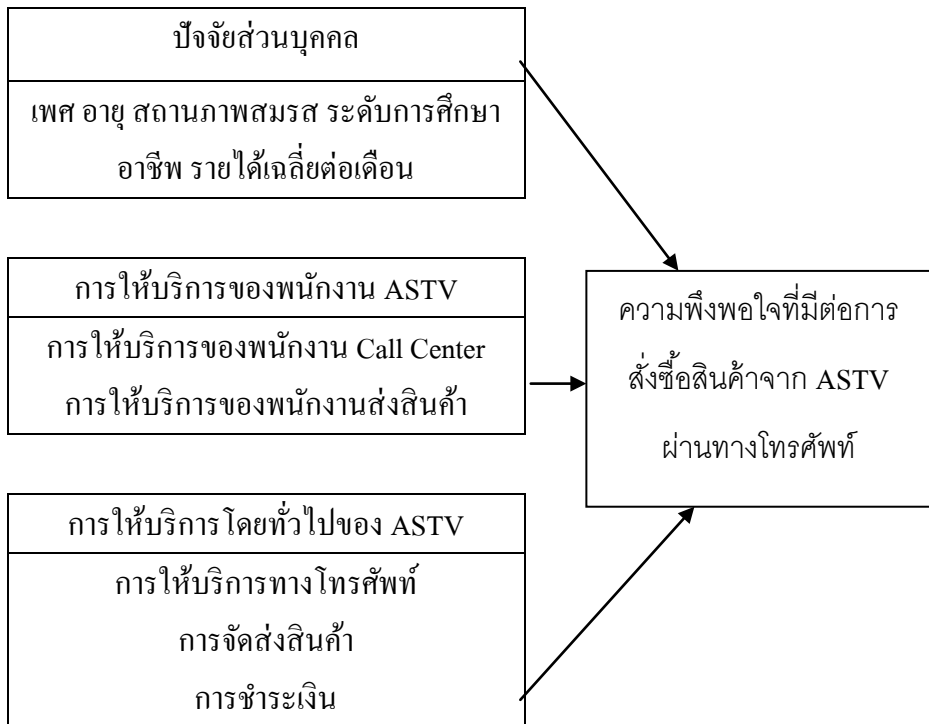 ปัจจัยส่วนบุคคล
เพศ อายุ สถานภาพสมรส ระดับการศึกษา
อาชีพ รายได้เฉลี่ยต่อเดือน
การให้บริการของพนักงาน ASTV
การให้บริการของพนักงาน Call Center
การให้บริการของพนักงานส่งสินค้า
ความพึงพอใจที่มีต่อการ
สั่งซื้อสินค้าจาก ASTV
ผ่านทางโทรศัพท์
การให้บริการโดยทั่วไปของ ASTV
การให้บริการทางโทรศัพท์
การจัดส่งสินค้า
การชำระเงิน